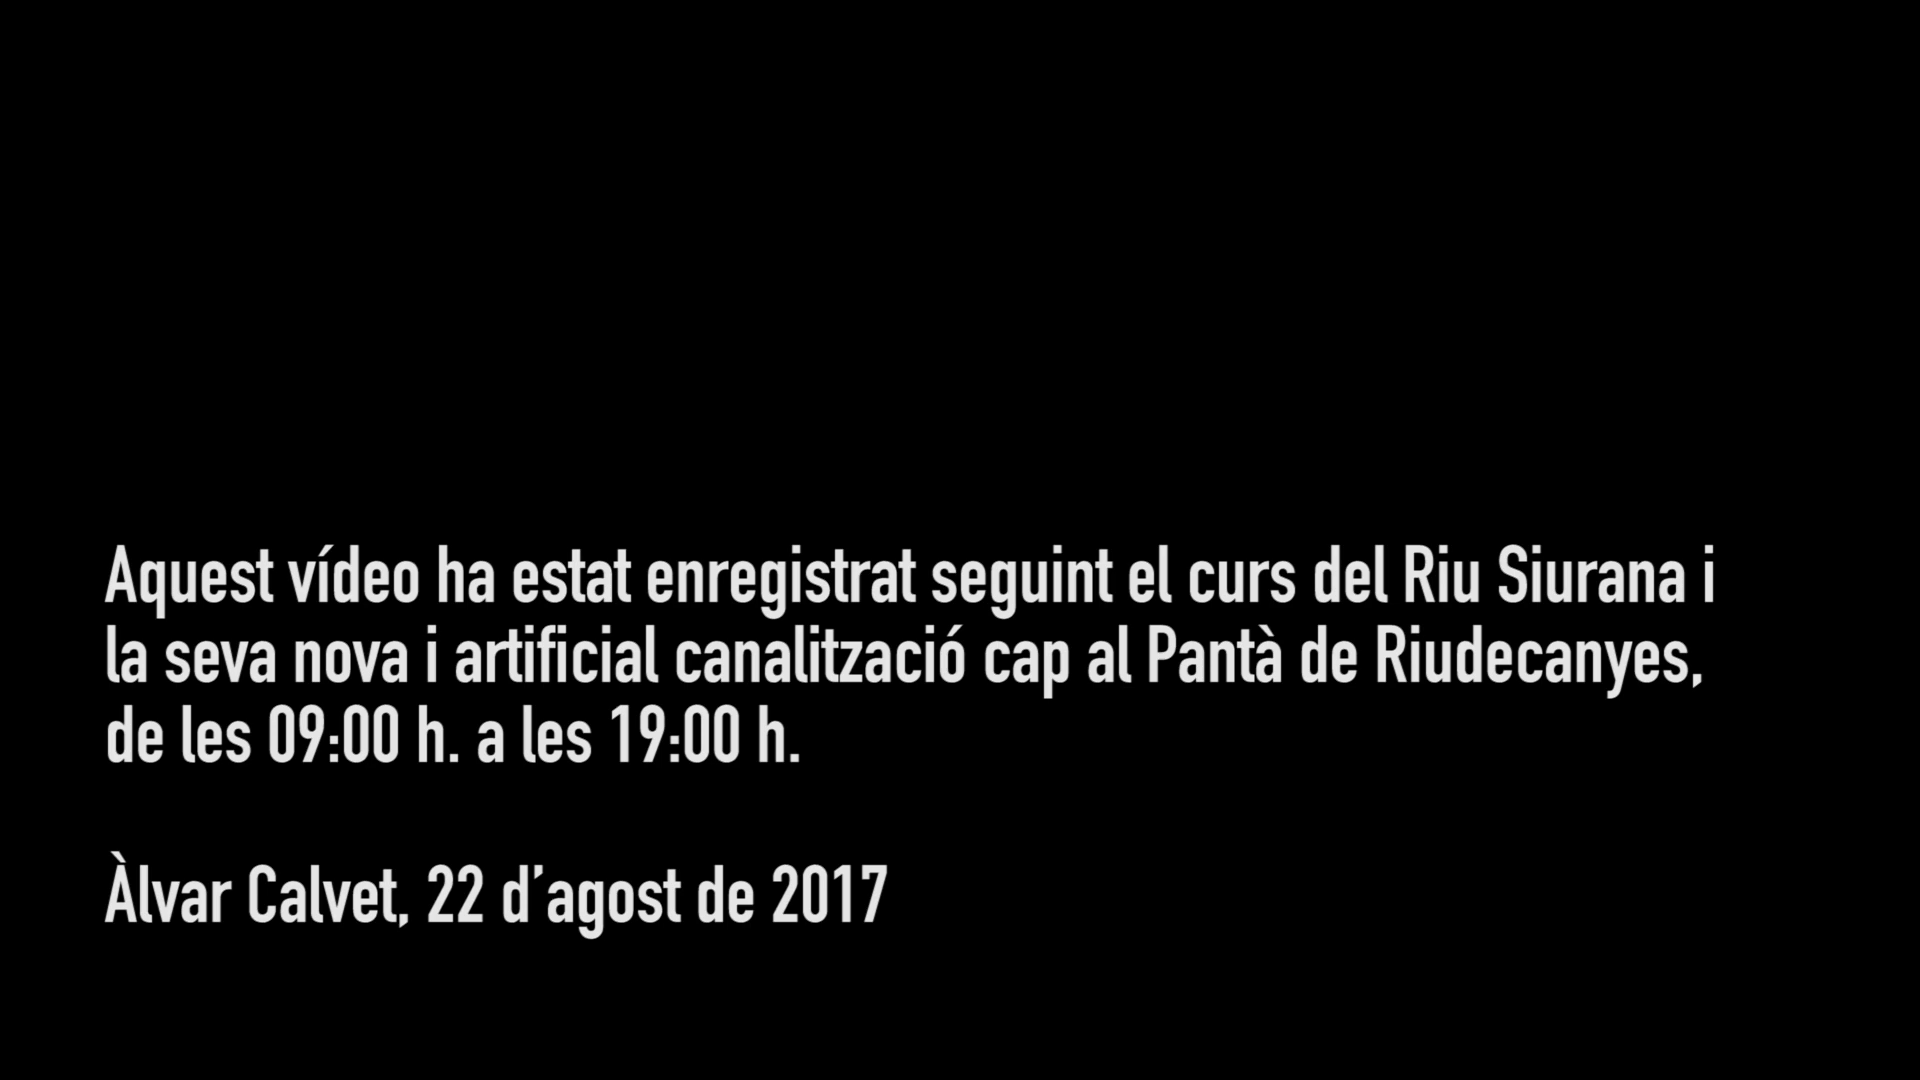 Aquest vídeo ha estat enregistrat seguint el curs del Riu Siurana i
la seva nova i artificial canalització cap al Pantà de Riudecanyes,
de les 09:00 h. a les 19:00 h.
Àlvar Calvet, 22 d’agost de 2017